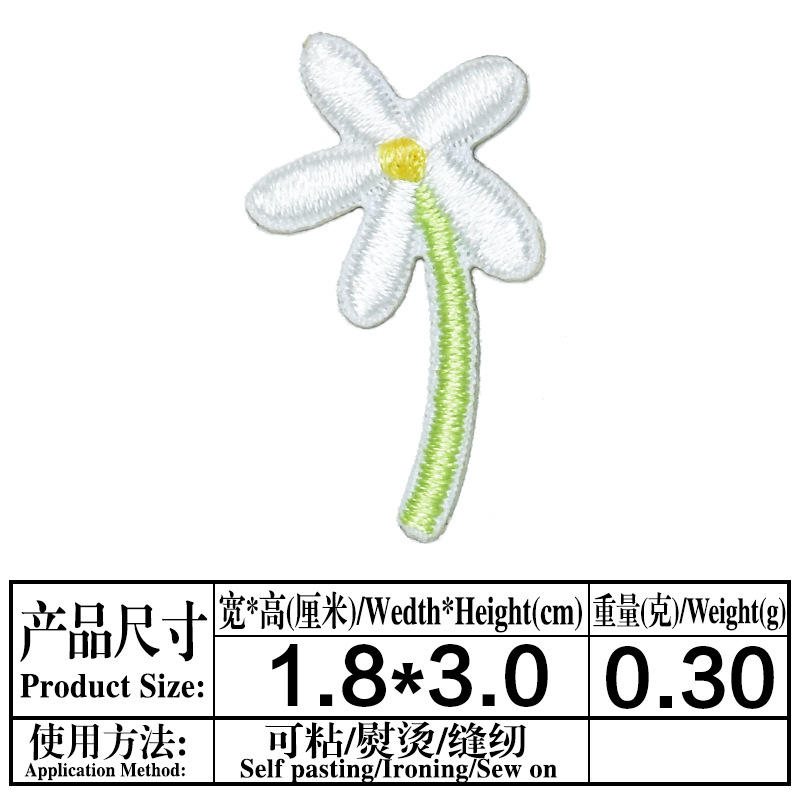 产品尺寸
Product Size:
宽*高(厘米)/Wedth*Height(cm)
1.8*3.0
重量(克)/Weight(g)
0.30
使用方法:
Application Method:
可粘/熨烫/缝纫
Self pasting/Ironing/Sew on